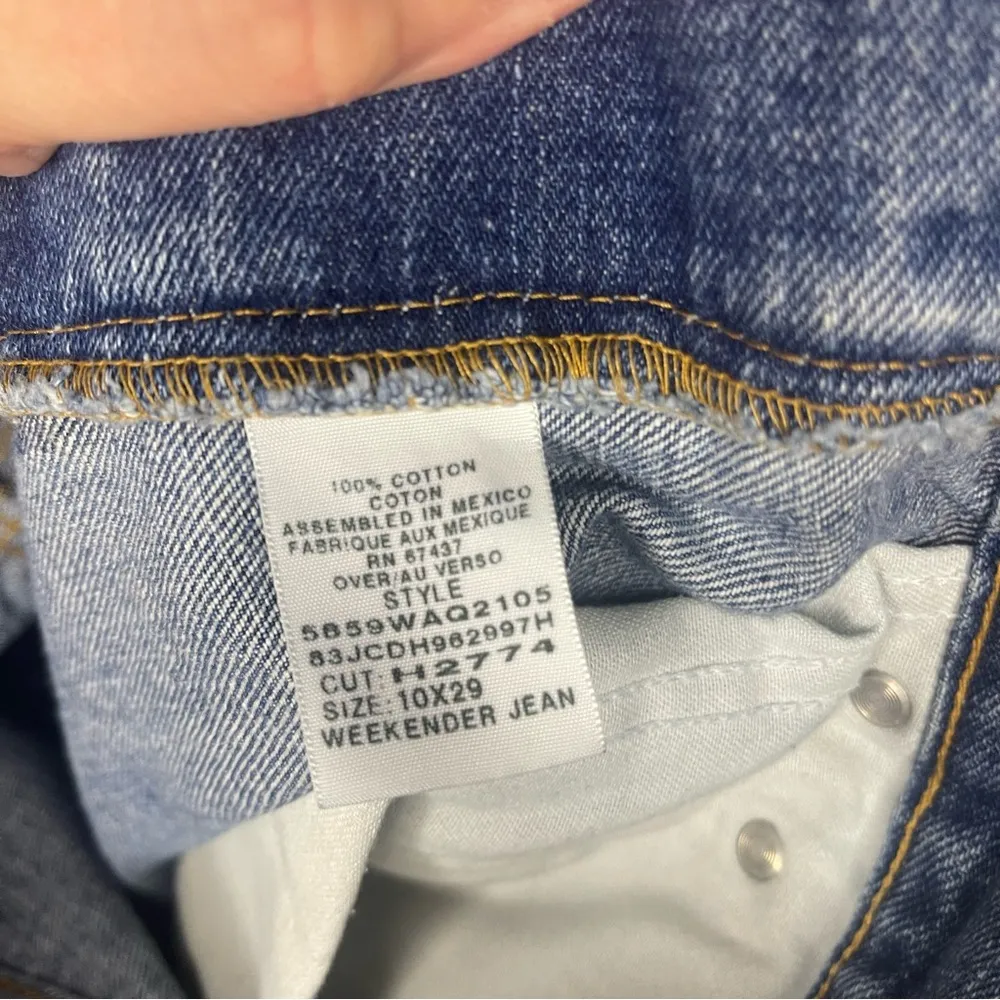 100% COTTON
COTON
ASSEMBLED IN MEXICO
FABRIQUE AUX MEXIQUE
RN 67437
OVER/AU VERSO
STYLE
5659WAQ2105
83JCDH962997H
CUT: H2774
SIZE: 10X29
WEEKENDER JEAN